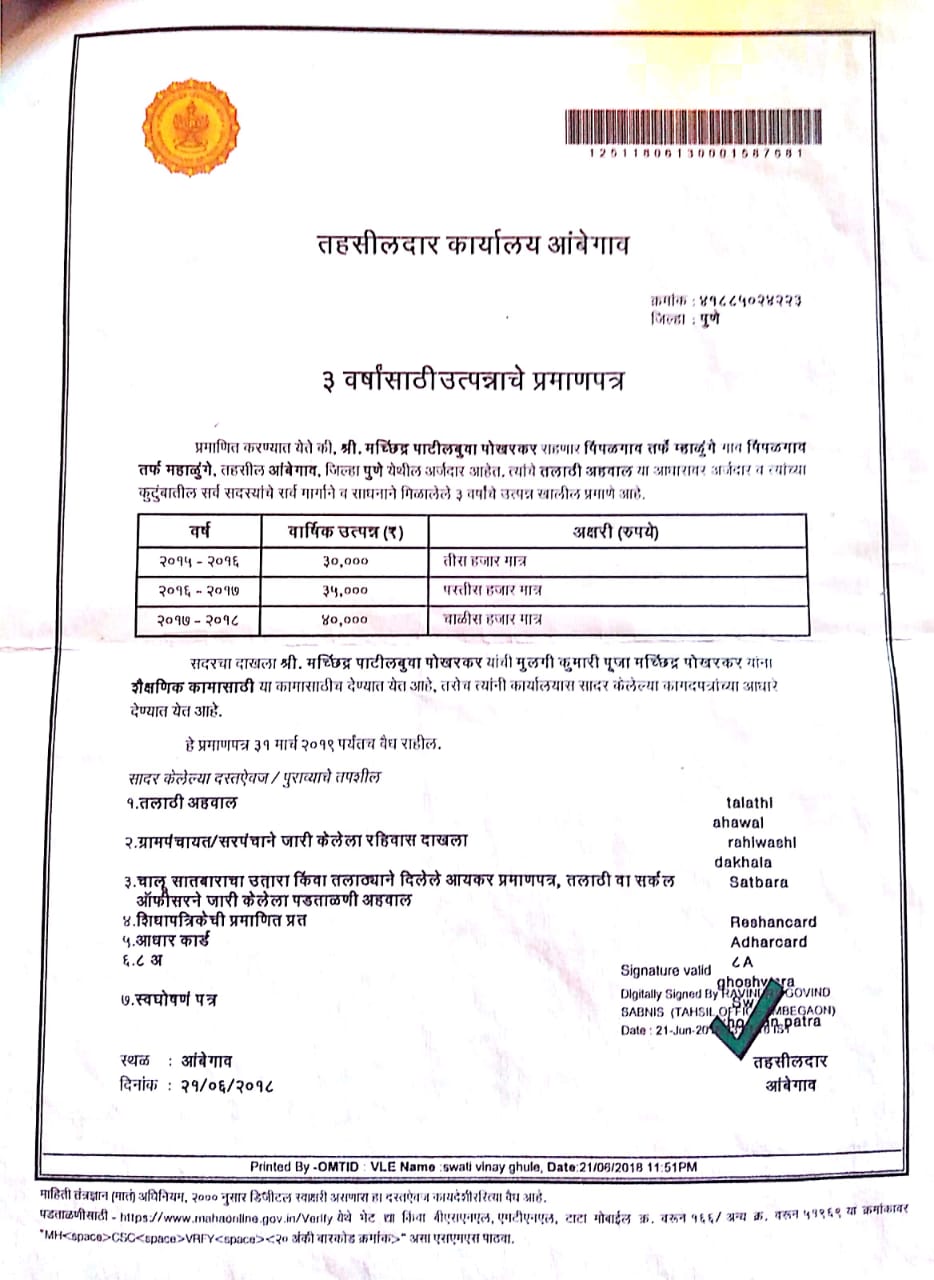 12511806130001587681
तहसीलदार कार्यालय आंबेगाव
क्रमांक : ४१८८५०२४२२३
जिल्हा : पुणे
३ वर्षांसाठी उत्पन्नाचे प्रमाणपत्र
प्रमाणित करण्यात येते की, श्री. मच्छिंद्र पाटीलबुवा पोखरकर राहणार पिंपळगाव तर्फे म्हाळुंगे गाव पिंपळगाव
तर्फे महाळुंगे, तहसील आंबेगाव, जिल्हा पुणे येथील अर्जदार आहेत. त्यांचे तलाठी अहवाल या आधारावर अर्जदार व त्यांच्या
कुटुंबातील सर्व सदस्यांचे सर्व मार्गाने व साधनाने मिळालेले ३ वर्षाचे उत्पन्न खालील प्रमाणे आहे.
वर्ष वार्षिक उत्पन्न (₹) अक्षरी (रुपये)
२०१५ - २०१६ ३०,००० तीस हजार मात्र
२०१६ - २०१७ ३५,००० पस्तीस हजार मात्र
२०१७ - २०१८ ४०,००० चाळीस हजार मात्र
सदरचा दाखला श्री. मच्छिंद्र पाटीलबुवा पोखरकर यांची मुलगी कुमारी पूजा मच्छिंद्र पोखरकर यांना
शैक्षणिक कामासाठी या कामासाठीच देण्यात येत आहे, तसेच त्यांनी कार्यालयास सादर केलेल्या कागदपत्रांच्या आधारे
देण्यात येत आहे.
हे प्रमाणपत्र ३१ मार्च २०१९ पर्यंतच वैध राहील.
सादर केलेल्या दस्तऐवज / पुराव्याचे तपशील
१.तलाठी अहवाल talathi
ahawal
२.ग्रामपंचायत/सरपंचाने जारी केलेला रहिवास दाखला rahiwashi
dakhala
३.चालू सातबाराचा उतारा किंवा तलाठ्याने दिलेले आयकर प्रमाणपत्र, तलाठी वा सर्कल Satbara
ऑफीसरने जारी केलेला पडताळणी अहवाल
४.शिधापत्रिकेची प्रमाणित प्रत Reshancard
५.आधार कार्ड Adharcard
६.८ अ ८A
Signature valid
Digitally Signed By GOVIND
SABNIS (TAHSIL
७.स्वघोषणं पत्र patra
Date : 21-Jun-
स्थळ : आंबेगाव तहसीलदार
दिनांक : २१/०६/२०१८ आंबेगाव
Printed By -OMTID : VLE Name :swati vinay ghule, Date:21/06/2018 11:51PM
माहिती तंत्रज्ञान (मातं) अधिनियम, २००० नुसार डिजीटल स्वाक्षरी असणारा हा दस्तऐवज कायदेशीररित्या वैध आहे.
पडताळणीसाठी - https://www.mahaonline.gov.in/Verify येथे भेट द्या किंवा बीएसएनएल, एमटीएनएल, टाटा मोबाईल क्र. वरून १६६/ अन्य क्र. वरून ५१९६९ या क्रमांकावर
"MH<space>CSC<space>VRFY<space><२० अंकी बारकोड क्रमांक>" असा एसएमएस पाठवा.